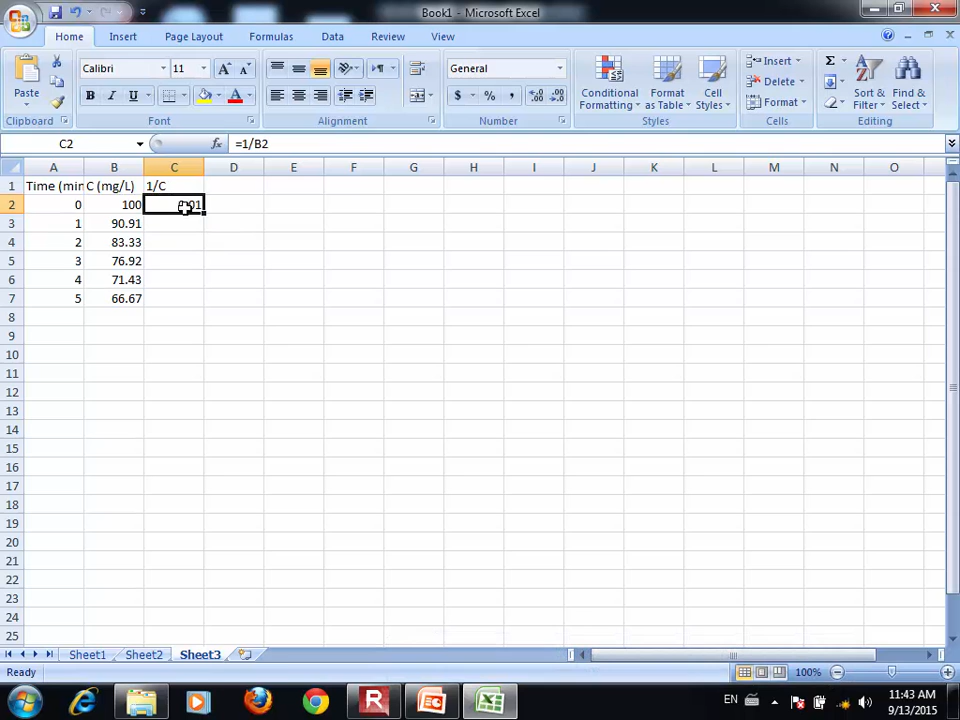 Book1 - Microsoft Excel
Home Insert Page Layout Formulas Data Review View
Paste
Calibri 11
B I U
General
$ % ,
Conditional Formatting
Format as Table
Cell Styles
Insert
Delete
Format
Σ
Sort & Filter
Find & Select
Clipboard Font Alignment Number Styles Cells Editing
C2 fx =1/B2
A B C D E F G H I J K L M N O
1 Time (min C (mg/L) 1/C
2 0 100 0.01
3 1 90.91
4 2 83.33
5 3 76.92
6 4 71.43
7 5 66.67
8
9
10
11
12
13
14
15
16
17
18
19
20
21
22
23
24
25
Sheet1 Sheet2 Sheet3
Ready 100%
EN 11:43 AM
9/13/2015